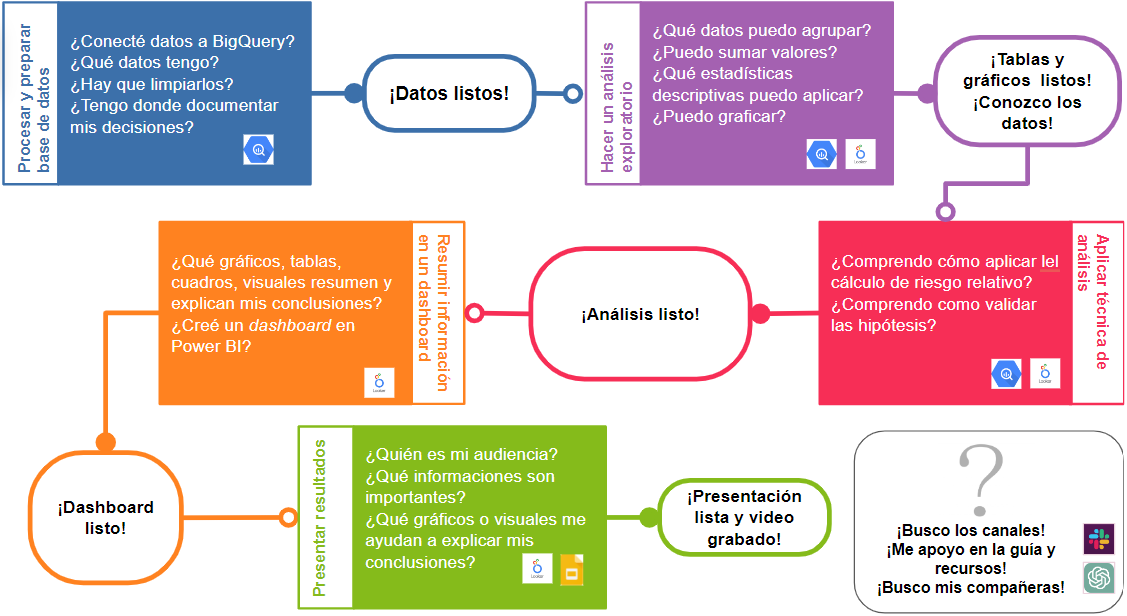 Procesar y preparar
base de datos
¿Conecté datos a BigQuery?
¿Qué datos tengo?
¿Hay que limpiarlos?
¿Tengo donde documentar
mis decisiones?
¡Datos listos!
Hacer un análisis
exploratorio
¿Qué datos puedo agrupar?
¿Puedo sumar valores?
¿Qué estadísticas
descriptivas puedo aplicar?
¿Puedo graficar?
Looker
¡Tablas y
gráficos listos!
¡Conozco los
datos!
Aplicar técnica de
análisis
¿Comprendo cómo aplicar lel
cálculo de riesgo relativo?
¿Comprendo como validar
las hipótesis?
Looker
¡Análisis listo!
Resumir información
en un dashboard
¿Qué gráficos, tablas,
cuadros, visuales resumen y
explican mis conclusiones?
¿Creé un dashboard en
Power BI?
Looker
¡Dashboard
listo!
Presentar resultados
¿Quién es mi audiencia?
¿Qué informaciones son
importantes?
¿Qué gráficos o visuales me
ayudan a explicar mis
conclusiones?
Looker
¡Presentación
lista y video
grabado!
?
¡Busco los canales!
¡Me apoyo en la guía y
recursos!
¡Busco mis compañeras!